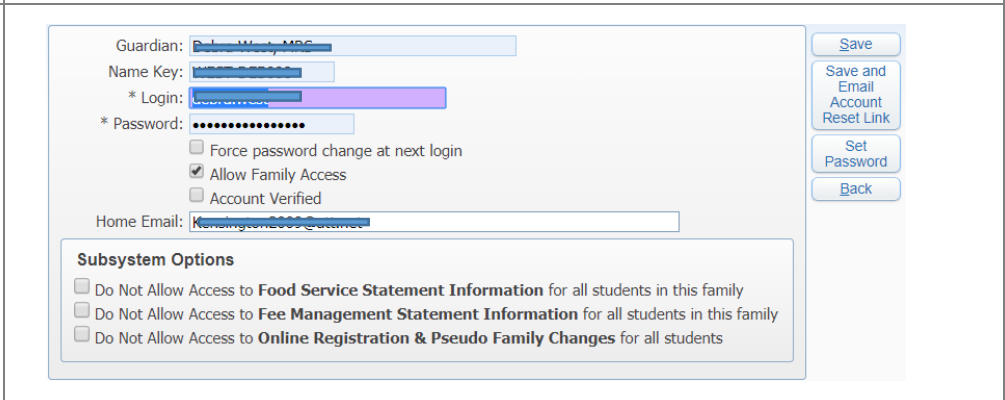 Guardian:
Name Key:
* Login:
* Password: ••••••••••••••••
Force password change at next login
Allow Family Access
Account Verified
Home Email:
Subsystem Options
Do Not Allow Access to Food Service Statement Information for all students in this family
Do Not Allow Access to Fee Management Statement Information for all students in this family
Do Not Allow Access to Online Registration & Pseudo Family Changes for all students
Save
Save and
Email
Account
Reset Link
Set
Password
Back